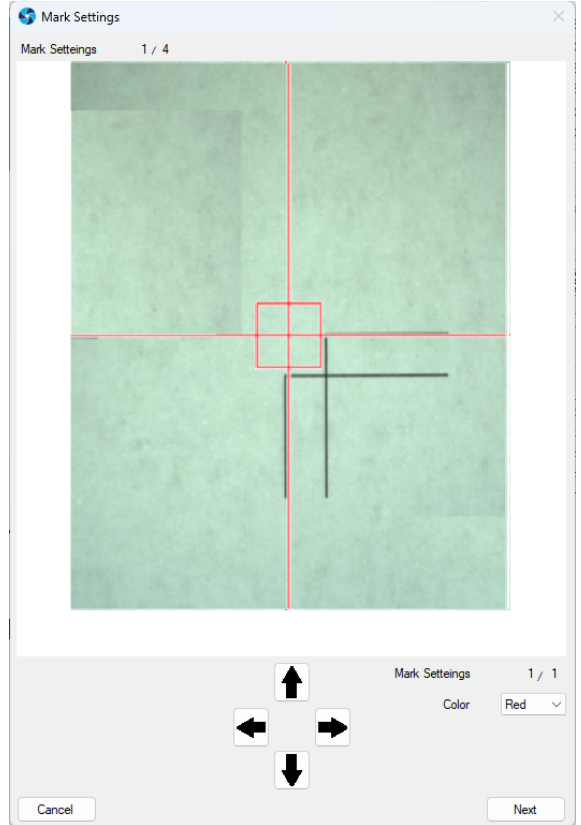 Mark Settings
Mark Setteings 1 / 4
Mark Setteings 1 / 1
Color Red
Cancel Next